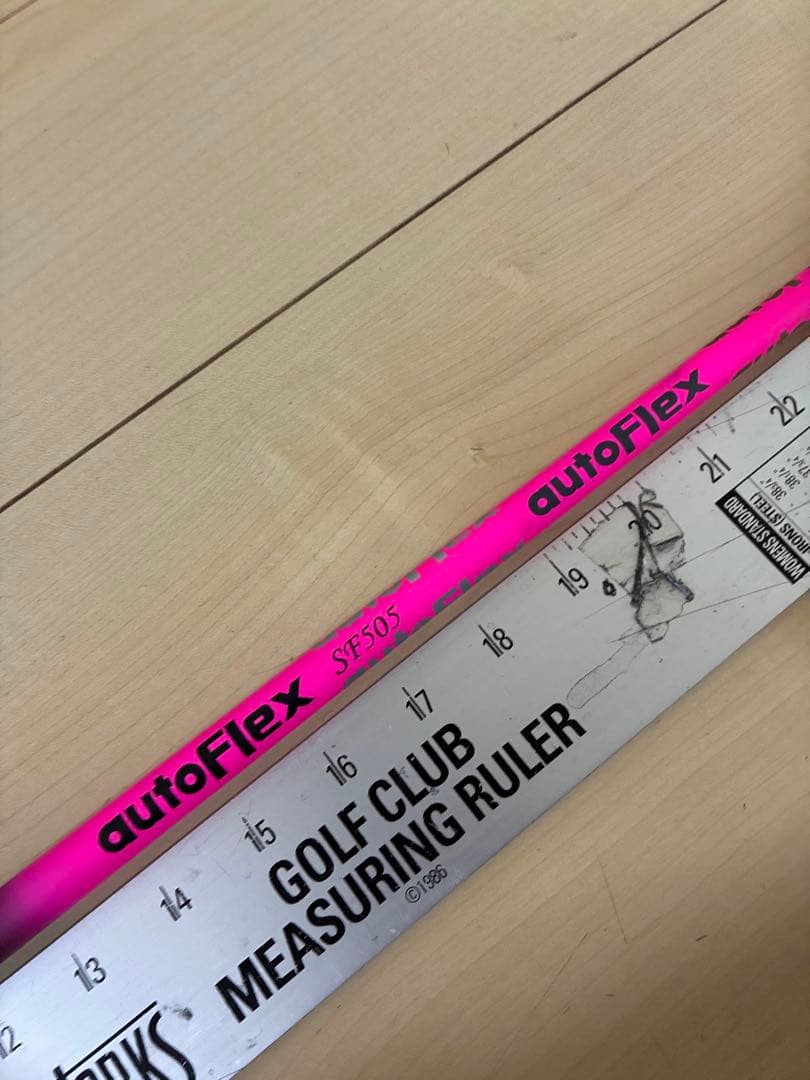 autoFlex
SF505
autoFlex
12
13
14
15
16
17
18
19
20
21
22
GOLF CLUB
MEASURING RULER
©1986
WOMENS STANDARD
IRONS (STEEL)